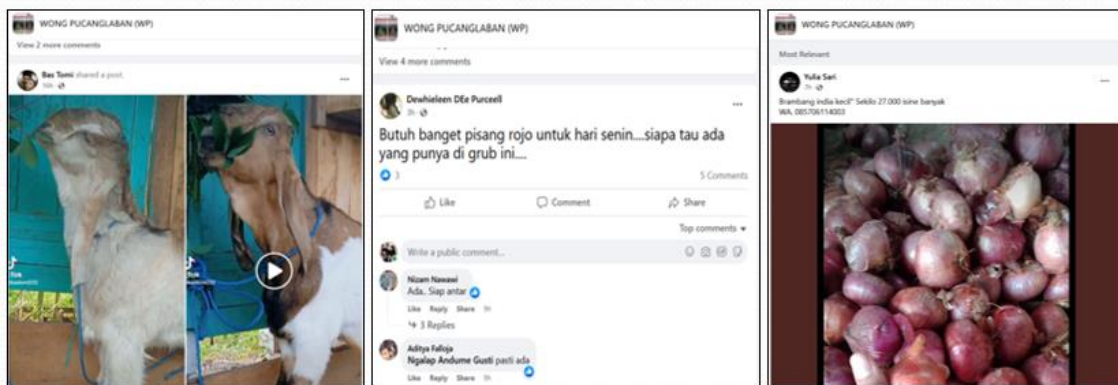 WONG PUCANGLABAN (WP)
View 2 more comments
Bas Tomi shared a post.
WONG PUCANGLABAN (WP)
View 4 more comments
Dewhieleen DEe Purceell
3h
Butuh banget pisang rojo untuk hari senin....siapa tau ada
yang punya di grub ini....
3
5 Comments
Like Comment Share
Top comments
Write a public comment...
Nizam Nawawi
Ada.. Siap antar
Like Reply Share
3 Replies
Aditya Falloja
Ngalap Andume Gusti pasti ada
Like Reply Share
WONG PUCANGLABAN (WP)
Most Relevant
Yulia Sari
Brambang india kecil" Sekilo 27.000 isine banyak
WA. 085706114003